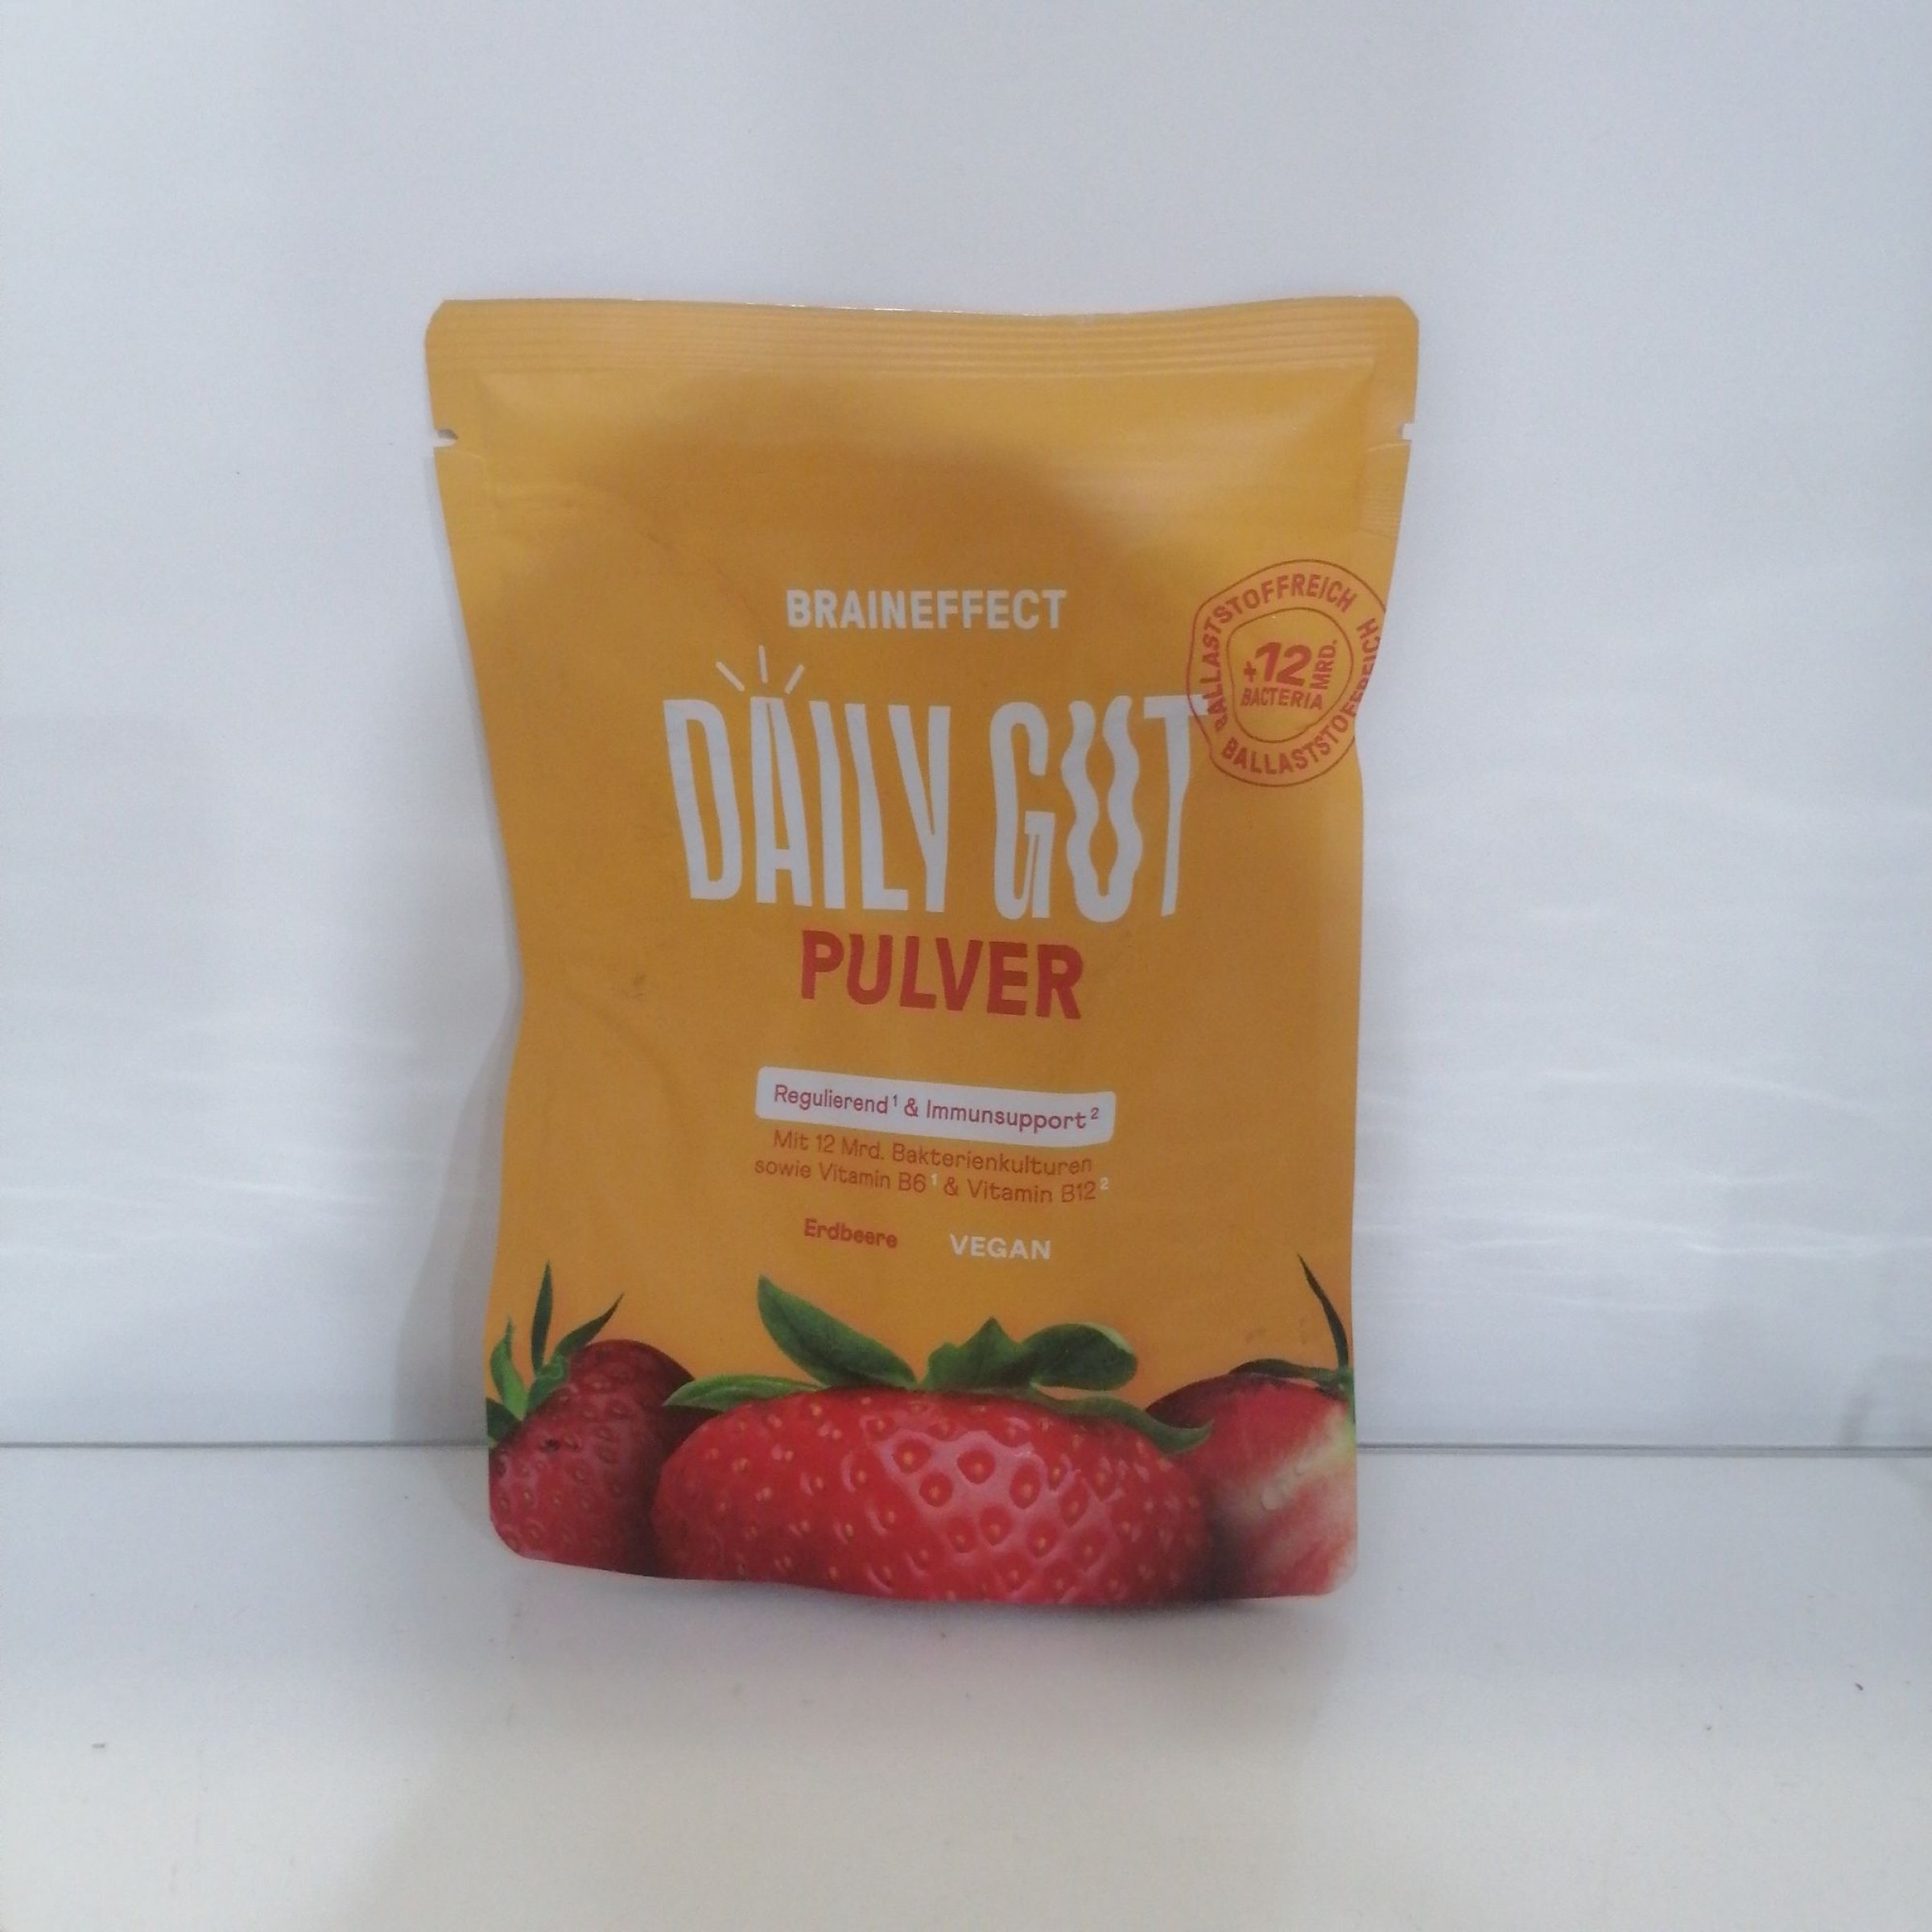 BRAINEFFECT
DAILY GUT
PULVER
BALLASTSTOFFREICH
BALLASTSTOFFREICH
+12 MRD.
BACTERIA
Regulierend¹ & Immunsupport²
Mit 12 Mrd. Bakterienkulturen
sowie Vitamin B6¹ & Vitamin B12²
Erdbeere VEGAN